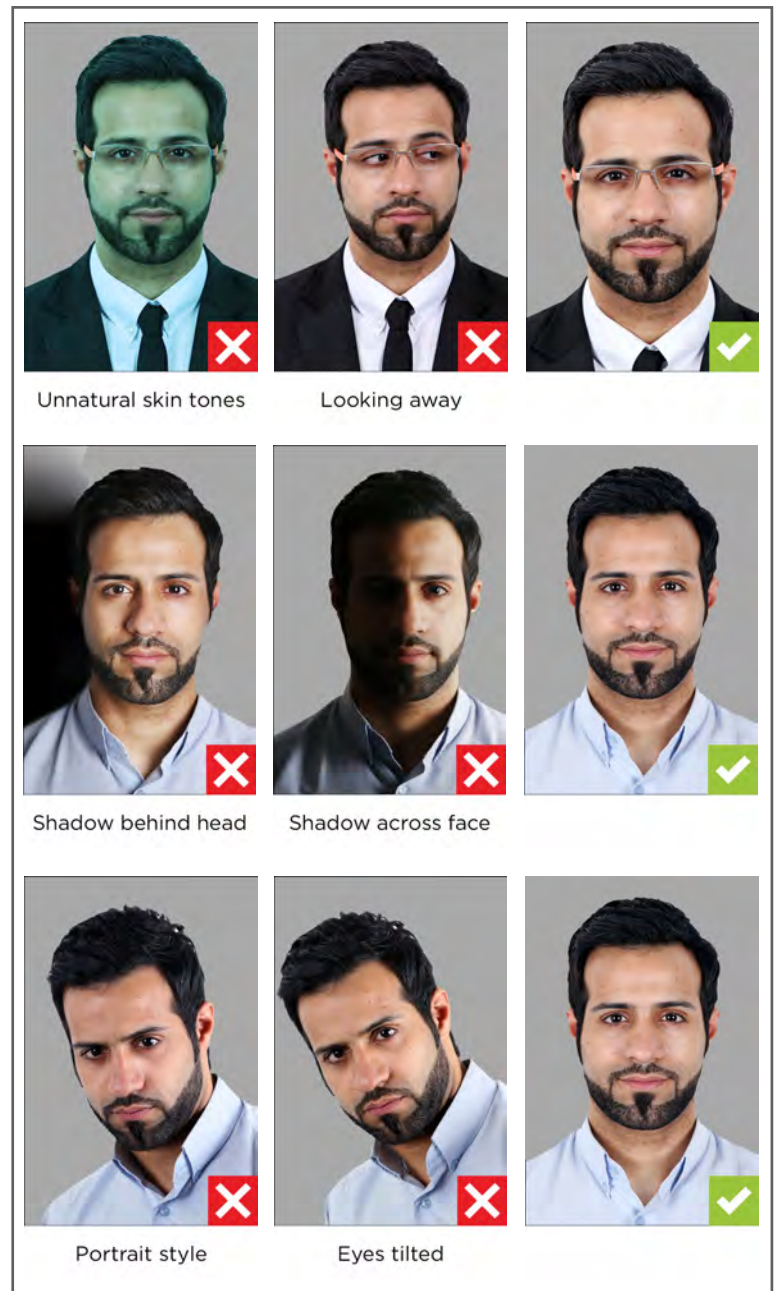 Unnatural skin tones
Looking away
Shadow behind head
Shadow across face
Portrait style
Eyes tilted